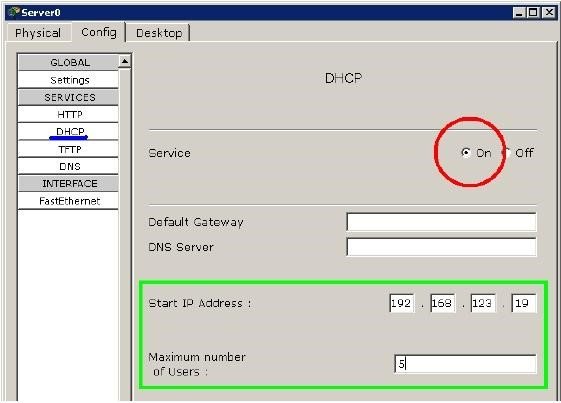 Server0
Physical Config Desktop
GLOBAL
Settings
SERVICES
HTTP
DHCP
TFTP
DNS
INTERFACE
FastEthernet
DHCP
Service On Off
Default Gateway
DNS Server
Start IP Address : 192 . 168 . 123 . 19
Maximum number
of Users : 5